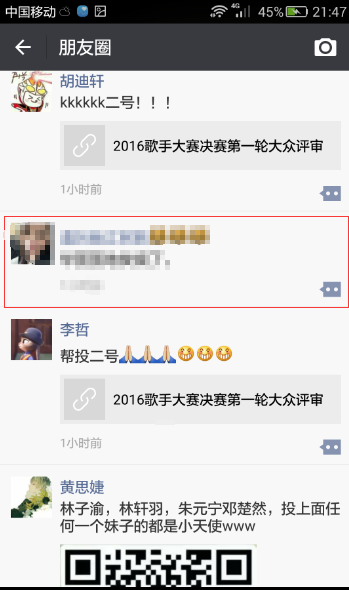 中国移动 4G 45% 21:47
朋友圈
胡迪轩
kkkkkk二号！！！
2016歌手大赛决赛第一轮大众评审
1小时前
李哲
帮投二号🙏🙏🙏😁😁😁
2016歌手大赛决赛第一轮大众评审
1小时前
黄思婕
林子渝，林轩羽，朱元宁邓楚然，投上面任
何一个妹子的都是小天使www